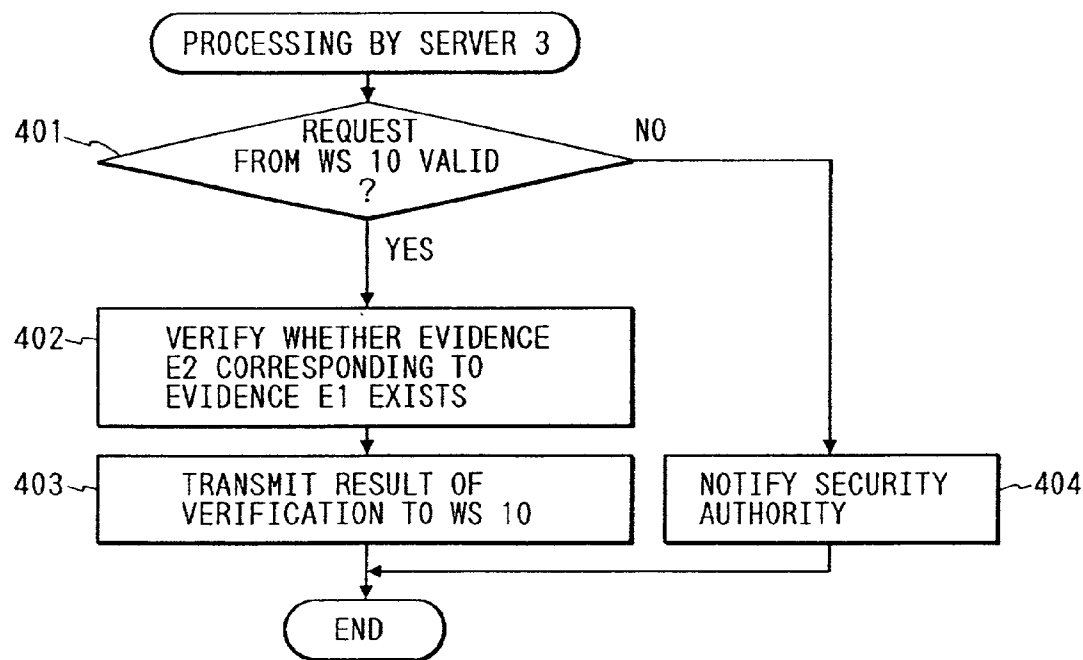 PROCESSING BY SERVER 3
401
REQUEST
FROM WS 10 VALID
?
NO
YES
402
VERIFY WHETHER EVIDENCE
E2 CORRESPONDING TO
EVIDENCE E1 EXISTS
403
TRANSMIT RESULT OF
VERIFICATION TO WS 10
NOTIFY SECURITY
AUTHORITY
404
END